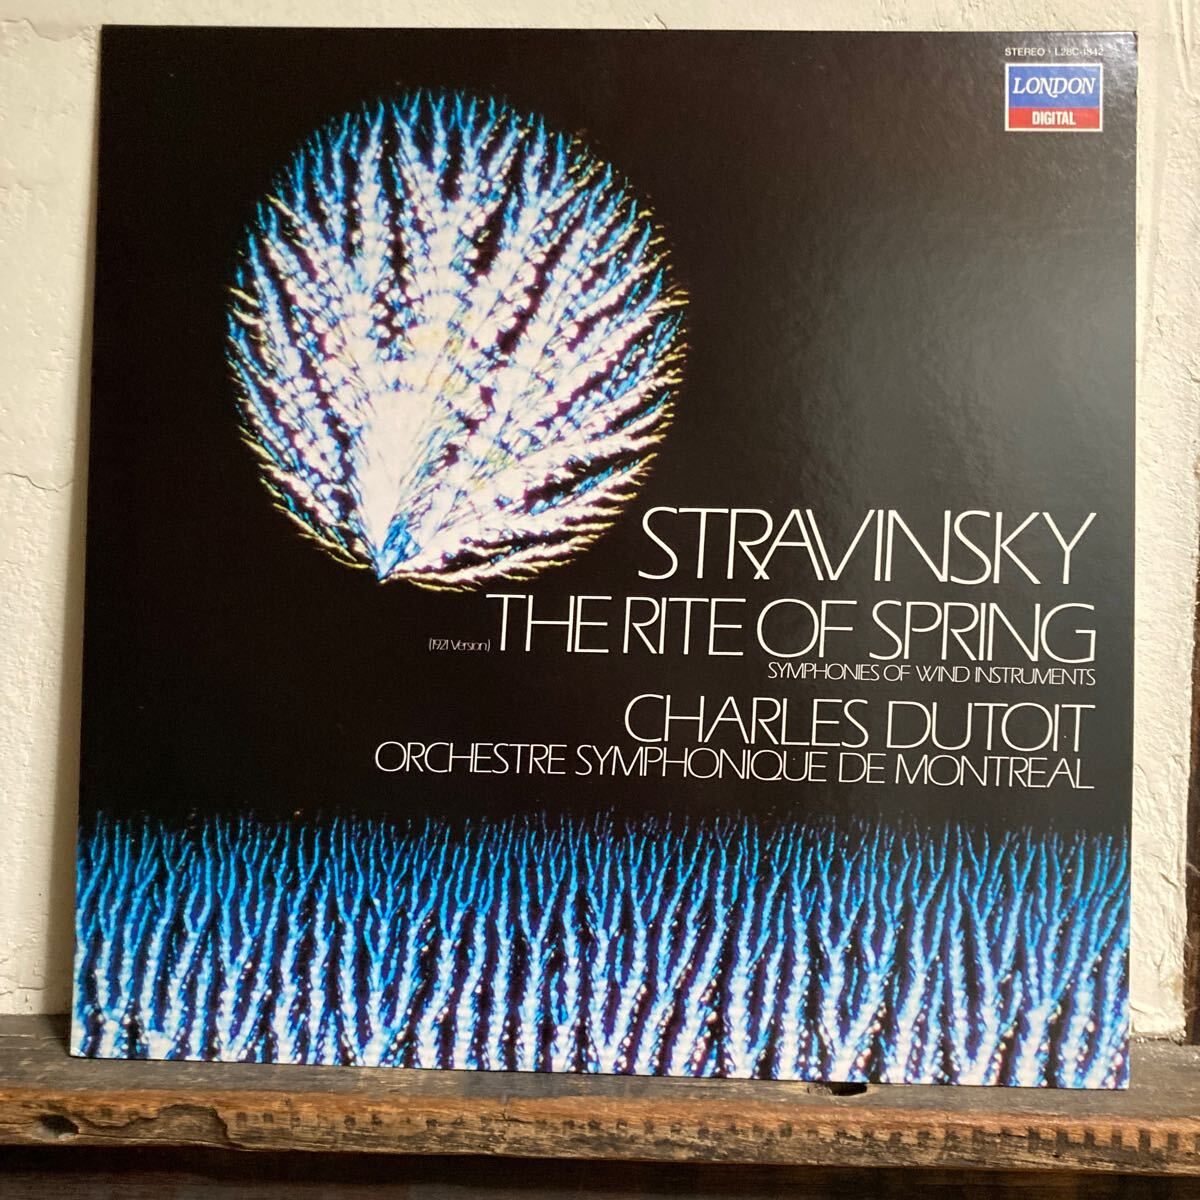 STEREO · L28C-1842
LONDON
DIGITAL
STRAVINSKY
(1921 Version) THE RITE OF SPRING
SYMPHONIES OF WIND INSTRUMENTS
CHARLES DUTOIT
ORCHESTRE SYMPHONIQUE DE MONTREAL